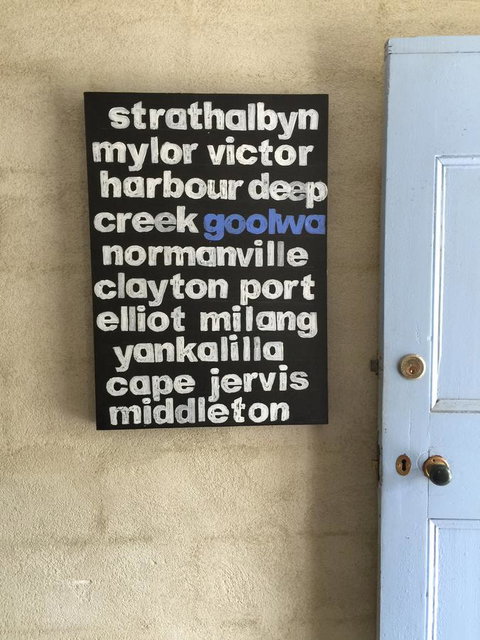 strathalbyn
mylor victor
harbour deep
creek goolwa
normanville
clayton port
elliot milang
yankalilla
cape jervis
middleton